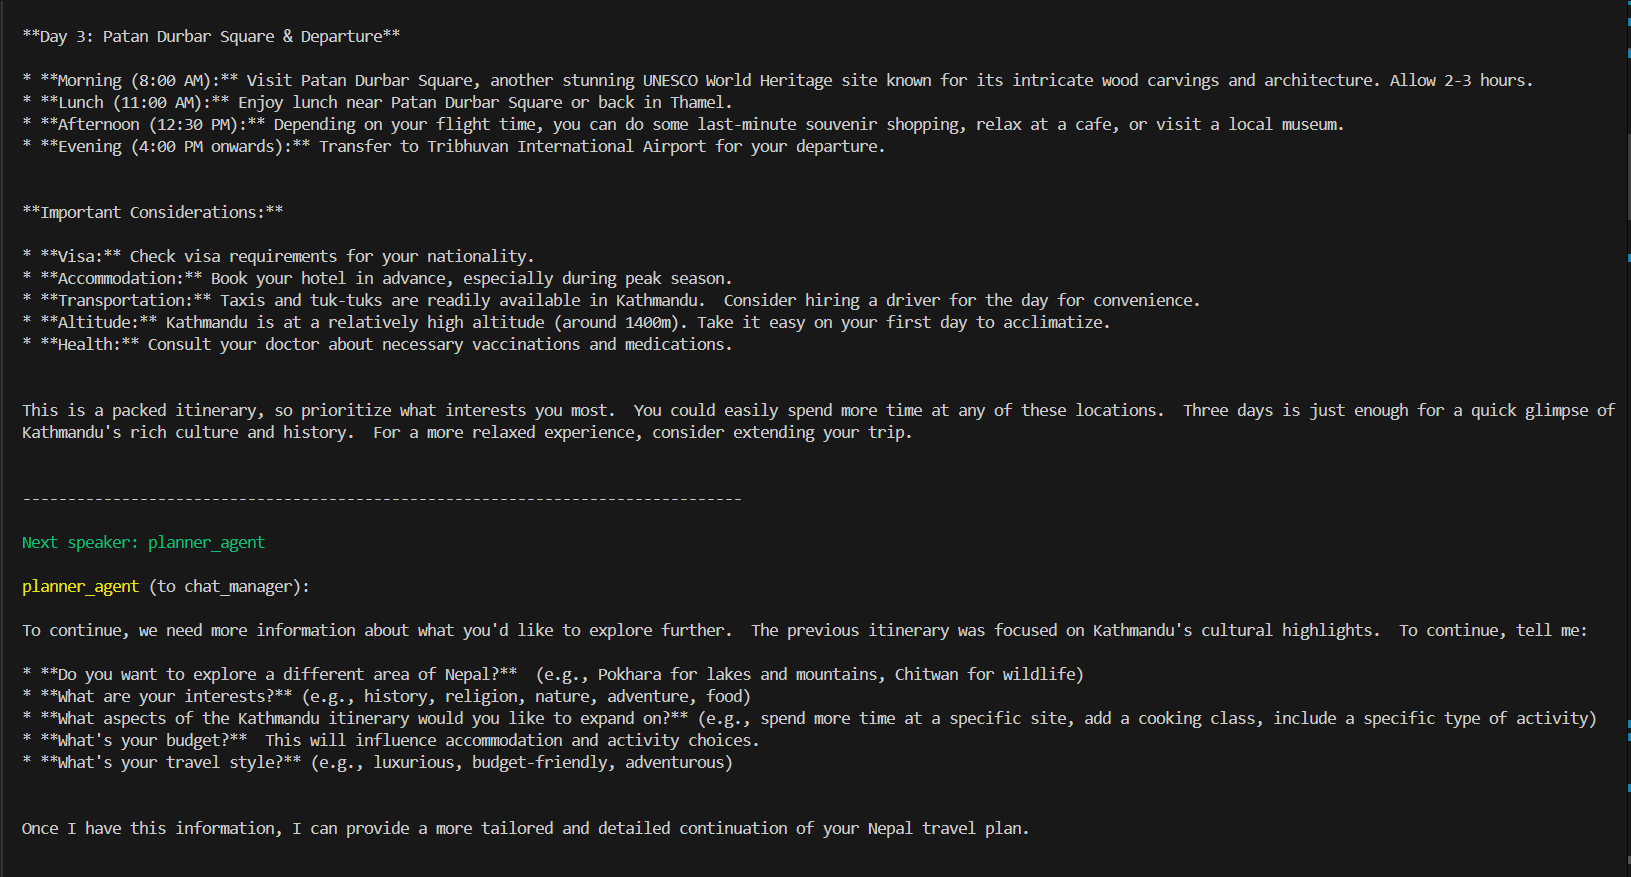 **Day 3: Patan Durbar Square & Departure**
* **Morning (8:00 AM):** Visit Patan Durbar Square, another stunning UNESCO World Heritage site known for its intricate wood carvings and architecture. Allow 2-3 hours.
* **Lunch (11:00 AM):** Enjoy lunch near Patan Durbar Square or back in Thamel.
* **Afternoon (12:30 PM):** Depending on your flight time, you can do some last-minute souvenir shopping, relax at a cafe, or visit a local museum.
* **Evening (4:00 PM onwards):** Transfer to Tribhuvan International Airport for your departure.
**Important Considerations:**
* **Visa:** Check visa requirements for your nationality.
* **Accommodation:** Book your hotel in advance, especially during peak season.
* **Transportation:** Taxis and tuk-tuks are readily available in Kathmandu.  Consider hiring a driver for the day for convenience.
* **Altitude:** Kathmandu is at a relatively high altitude (around 1400m). Take it easy on your first day to acclimatize.
* **Health:** Consult your doctor about necessary vaccinations and medications.
This is a packed itinerary, so prioritize what interests you most.  You could easily spend more time at any of these locations.  Three days is just enough for a quick glimpse of
Kathmandu's rich culture and history.  For a more relaxed experience, consider extending your trip.
--------------------------------------------------------------------------------
Next speaker: planner_agent
planner_agent (to chat_manager):
To continue, we need more information about what you'd like to explore further.  The previous itinerary was focused on Kathmandu's cultural highlights.  To continue, tell me:
* **Do you want to explore a different area of Nepal?**  (e.g., Pokhara for lakes and mountains, Chitwan for wildlife)
* **What are your interests?** (e.g., history, religion, nature, adventure, food)
* **What aspects of the Kathmandu itinerary would you like to expand on?** (e.g., spend more time at a specific site, add a cooking class, include a specific type of activity)
* **What's your budget?**  This will influence accommodation and activity choices.
* **What's your travel style?** (e.g., luxurious, budget-friendly, adventurous)
Once I have this information, I can provide a more tailored and detailed continuation of your Nepal travel plan.